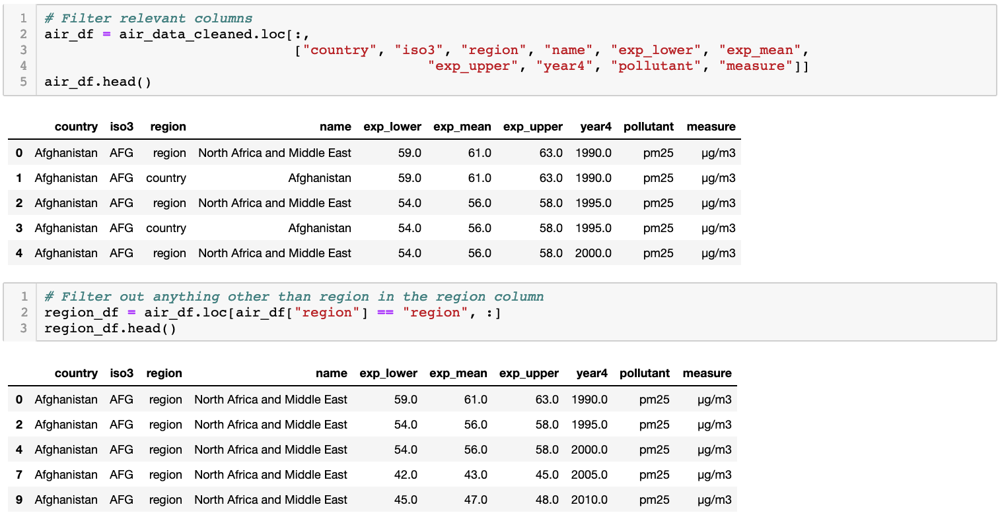 1 # Filter relevant columns
2 air_df = air_data_cleaned.loc[:,
3 ["country", "iso3", "region", "name", "exp_lower", "exp_mean",
4 "exp_upper", "year4", "pollutant", "measure"]]
5 air_df.head()
country iso3 region name exp_lower exp_mean exp_upper year4 pollutant measure
0 Afghanistan AFG region North Africa and Middle East 59.0 61.0 63.0 1990.0 pm25 µg/m3
1 Afghanistan AFG country Afghanistan 59.0 61.0 63.0 1990.0 pm25 µg/m3
2 Afghanistan AFG region North Africa and Middle East 54.0 56.0 58.0 1995.0 pm25 µg/m3
3 Afghanistan AFG country Afghanistan 54.0 56.0 58.0 1995.0 pm25 µg/m3
4 Afghanistan AFG region North Africa and Middle East 54.0 56.0 58.0 2000.0 pm25 µg/m3
1 # Filter out anything other than region in the region column
2 region_df = air_df.loc[air_df["region"] == "region", :]
3 region_df.head()
country iso3 region name exp_lower exp_mean exp_upper year4 pollutant measure
0 Afghanistan AFG region North Africa and Middle East 59.0 61.0 63.0 1990.0 pm25 µg/m3
2 Afghanistan AFG region North Africa and Middle East 54.0 56.0 58.0 1995.0 pm25 µg/m3
4 Afghanistan AFG region North Africa and Middle East 54.0 56.0 58.0 2000.0 pm25 µg/m3
7 Afghanistan AFG region North Africa and Middle East 42.0 43.0 45.0 2005.0 pm25 µg/m3
9 Afghanistan AFG region North Africa and Middle East 45.0 47.0 48.0 2010.0 pm25 µg/m3